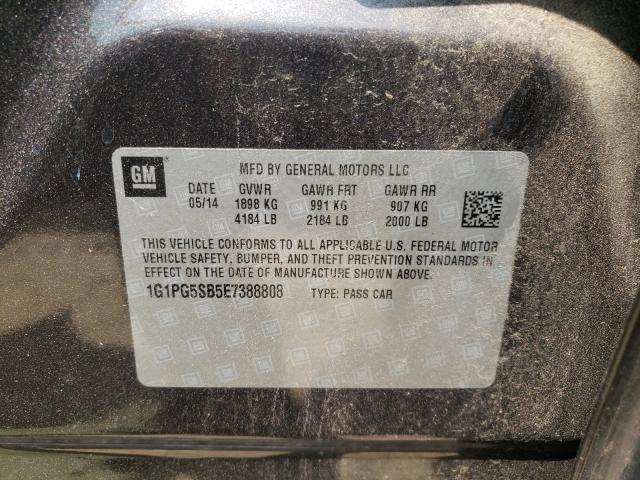 GM
MFD BY GENERAL MOTORS LLC
DATE GVWR GAWR FRT GAWR RR
05/14 1898 KG 991 KG 907 KG
4184 LB 2184 LB 2000 LB
THIS VEHICLE CONFORMS TO ALL APPLICABLE U.S. FEDERAL MOTOR
VEHICLE SAFETY, BUMPER, AND THEFT PREVENTION STANDARDS IN
EFFECT ON THE DATE OF MANUFACTURE SHOWN ABOVE.
1G1PG5SB5E7388808 TYPE: PASS CAR